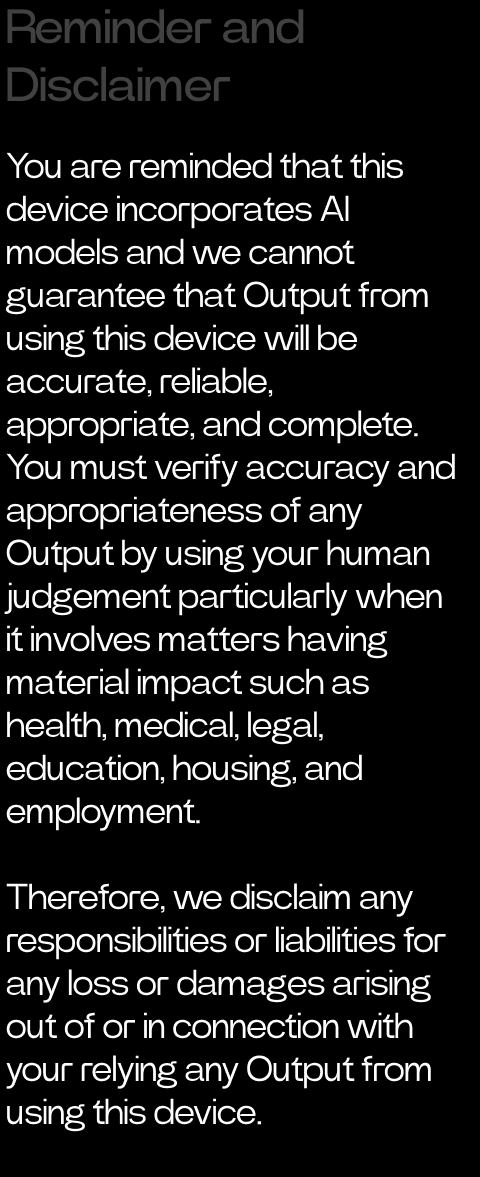 Reminder and
Disclaimer
You are reminded that this
device incorporates AI
models and we cannot
guarantee that Output from
using this device will be
accurate, reliable,
appropriate, and complete.
You must verify accuracy and
appropriateness of any
Output by using your human
judgement particularly when
it involves matters having
material impact such as
health, medical, legal,
education, housing, and
employment.
Therefore, we disclaim any
responsibilities or liabilities for
any loss or damages arising
out of or in connection with
your relying any Output from
using this device.